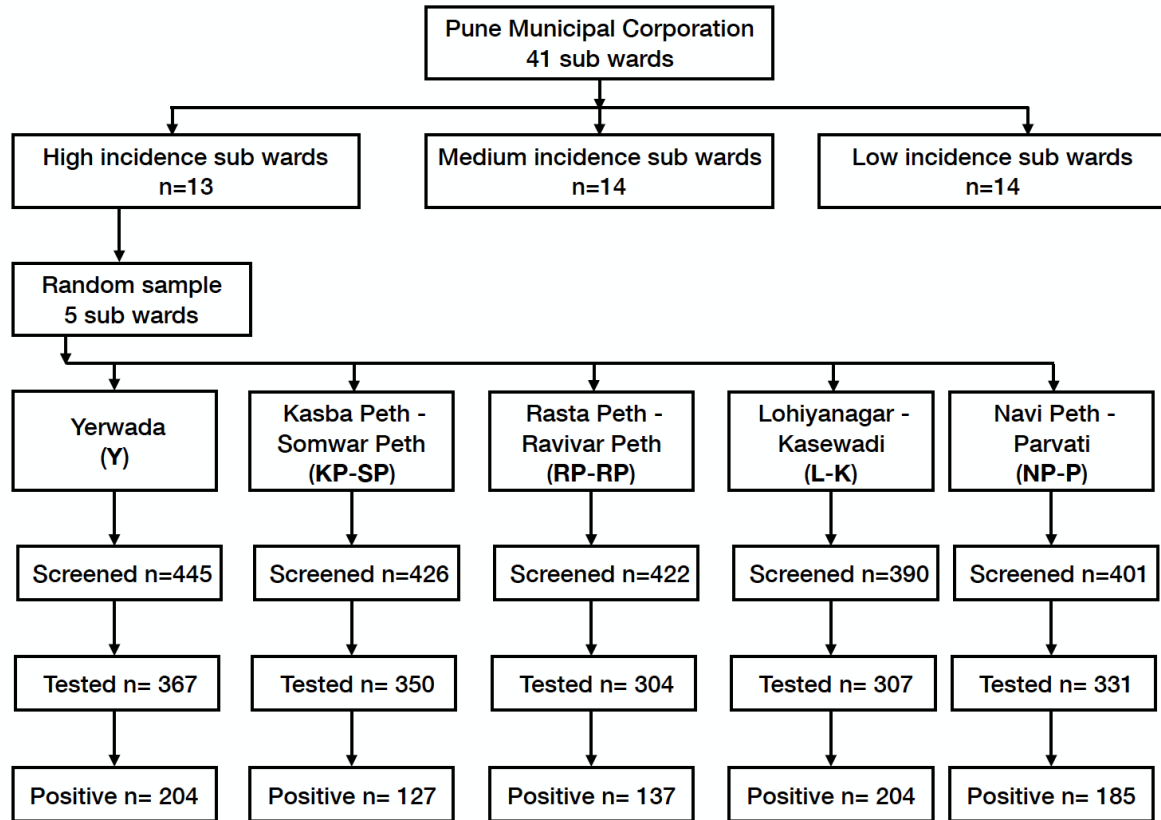 Pune Municipal Corporation
41 sub wards
High incidence sub wards
n=13
Medium incidence sub wards
n=14
Low incidence sub wards
n=14
Random sample
5 sub wards
Yerwada
(Y)
Kasba Peth -
Somwar Peth
(KP-SP)
Rasta Peth -
Ravivar Peth
(RP-RP)
Lohiyanagar -
Kasewadi
(L-K)
Navi Peth -
Parvati
(NP-P)
Screened n=445
Screened n=426
Screened n=422
Screened n=390
Screened n=401
Tested n= 367
Tested n= 350
Tested n= 304
Tested n= 307
Tested n= 331
Positive n= 204
Positive n= 127
Positive n= 137
Positive n= 204
Positive n= 185